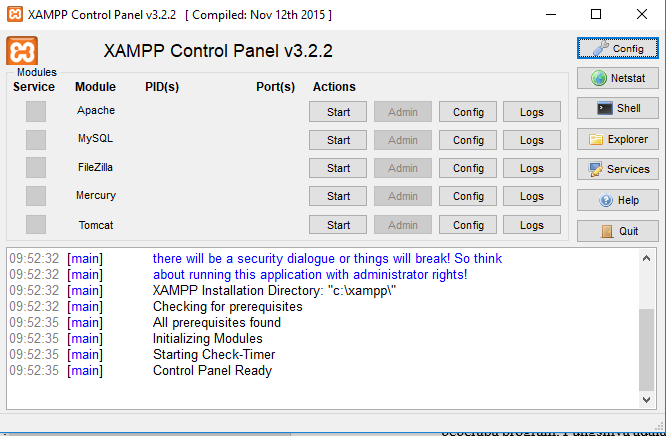 XAMPP Control Panel v3.2.2 [ Compiled: Nov 12th 2015 ]
XAMPP Control Panel v3.2.2
Config
Modules
Service Module PID(s) Port(s) Actions
Netstat
Apache Start Admin Config Logs
Shell
MySQL Start Admin Config Logs
Explorer
FileZilla Start Admin Config Logs
Services
Mercury Start Admin Config Logs
Help
Tomcat Start Admin Config Logs
Quit
09:52:32 [main] there will be a security dialogue or things will break! So think
09:52:32 [main] about running this application with administrator rights!
09:52:32 [main] XAMPP Installation Directory: "c:\xampp\"
09:52:32 [main] Checking for prerequisites
09:52:35 [main] All prerequisites found
09:52:35 [main] Initializing Modules
09:52:35 [main] Starting Check-Timer
09:52:35 [main] Control Panel Ready